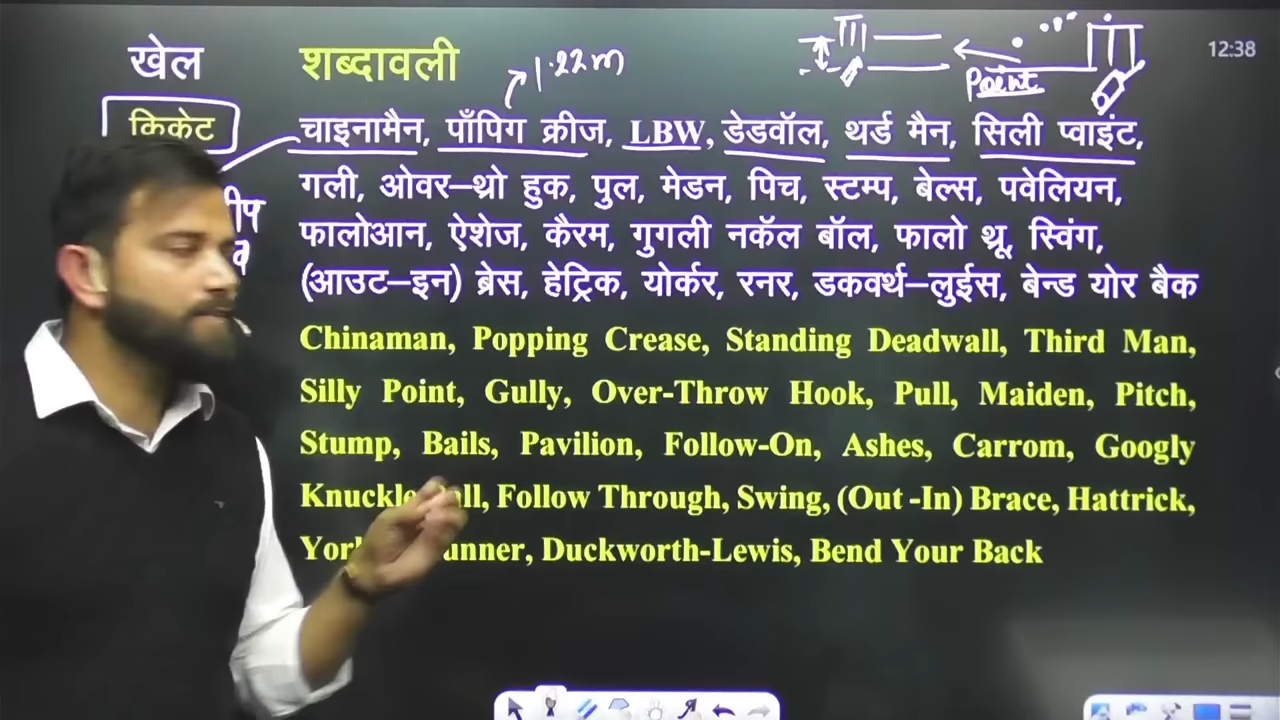 खेल शब्दावली 1.22m Point 12:38
किकेट चाइनामैन, पॉपिग क्रीज, LBW, डेडवॉल, थर्ड मैन, सिली प्वाइंट,
गली, ओवर–थ्रो हुक, पुल, मेडन, पिच, स्टम्प, बेल्स, पवेलियन,
फालोआन, ऐशेज, कैरम, गुगली नकॅल बॉल, फालो थ्रू, स्विंग,
(आउट–इन) ब्रेस, हेट्रिक, योर्कर, रनर, डकवर्थ–लुईस, बेन्ड योर बैक
Chinaman, Popping Crease, Standing Deadwall, Third Man,
Silly Point, Gully, Over-Throw Hook, Pull, Maiden, Pitch,
Stump, Bails, Pavilion, Follow-On, Ashes, Carrom, Googly
Follow Through, Swing, (Out -In) Brace, Hattrick,
Duckworth-Lewis, Bend Your Back